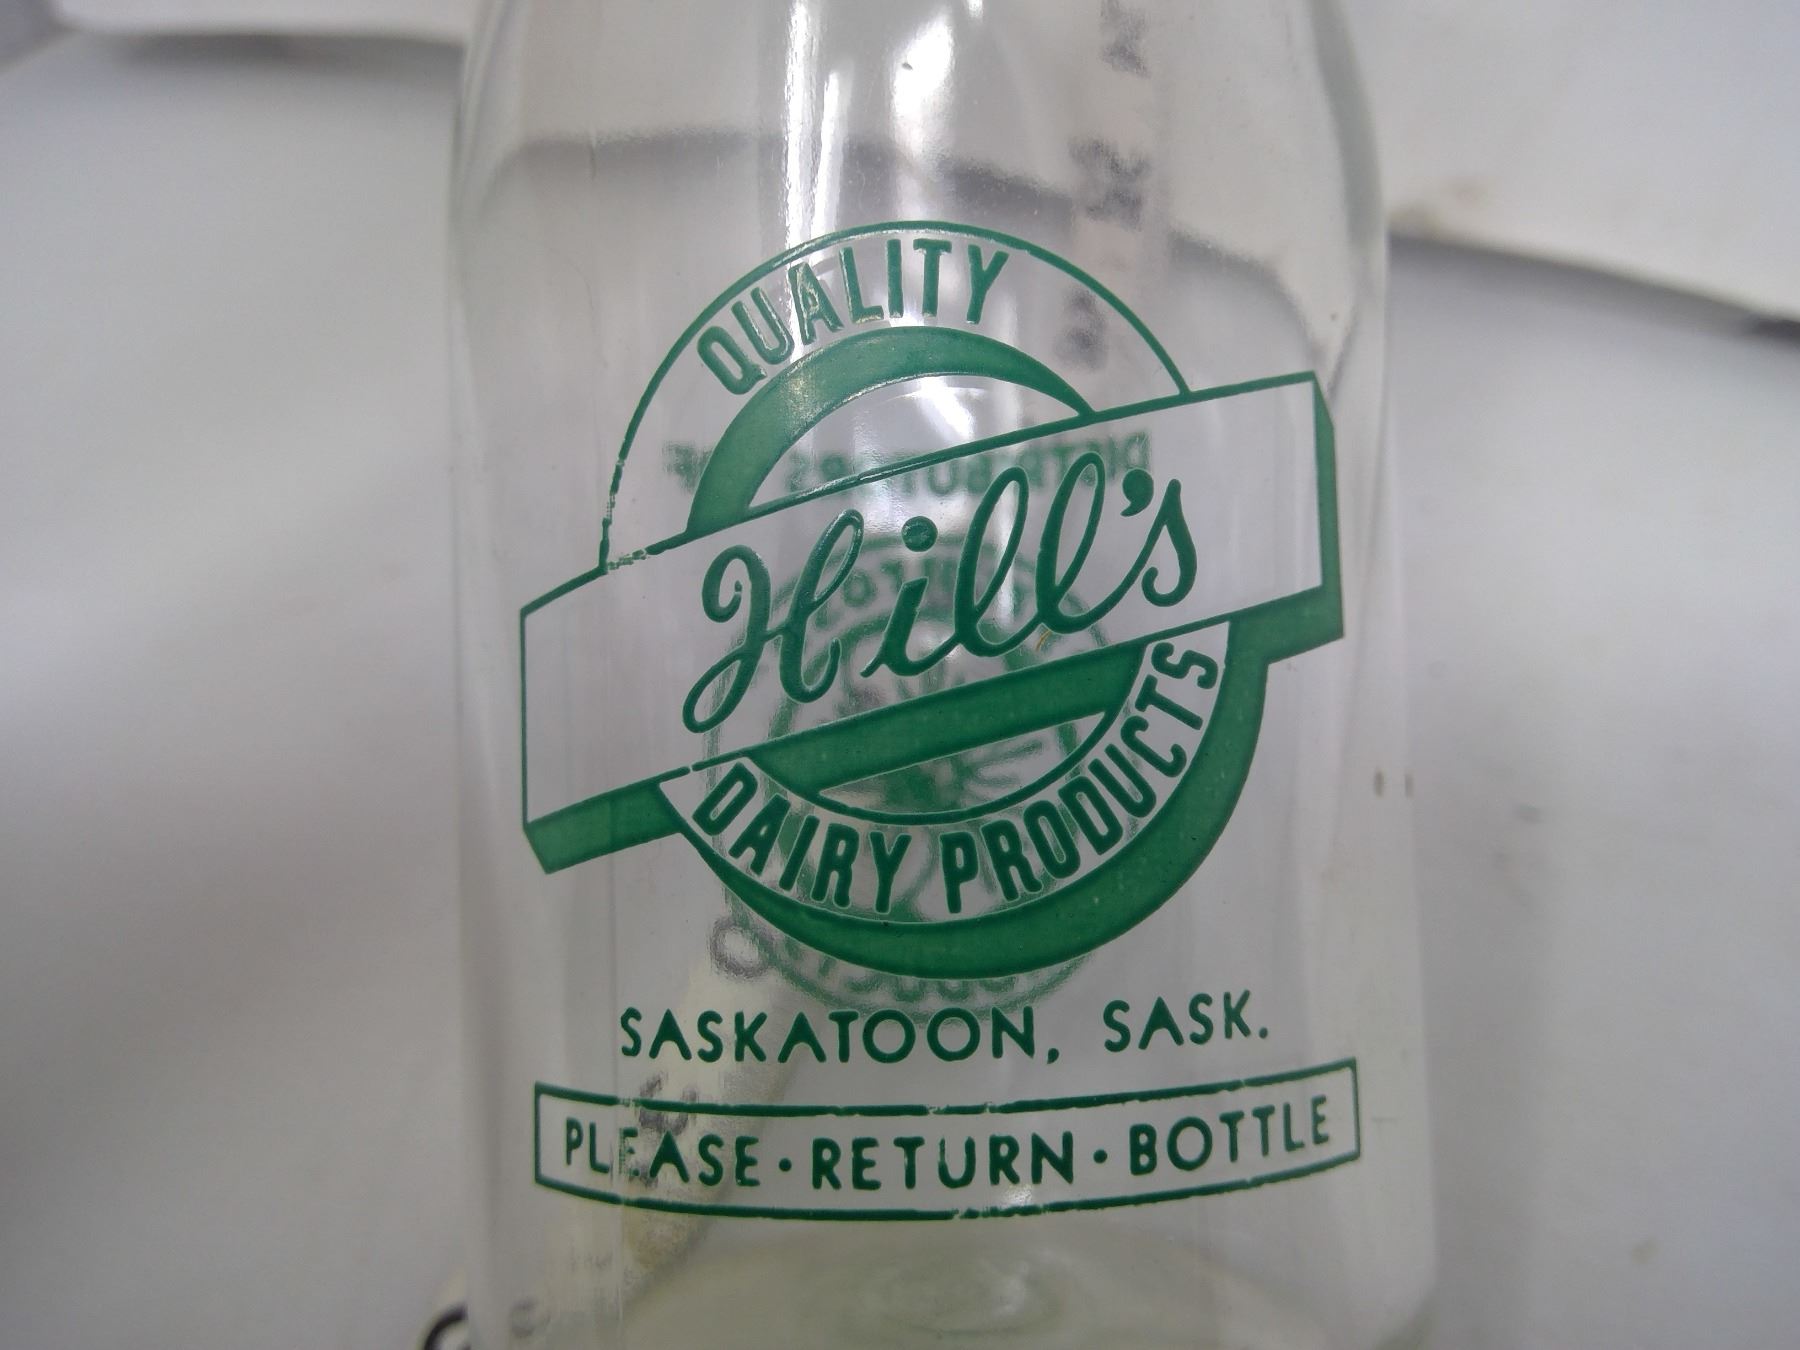 QUALITY
Hill's
DAIRY PRODUCTS
SASKATOON, SASK.
PLEASE · RETURN · BOTTLE